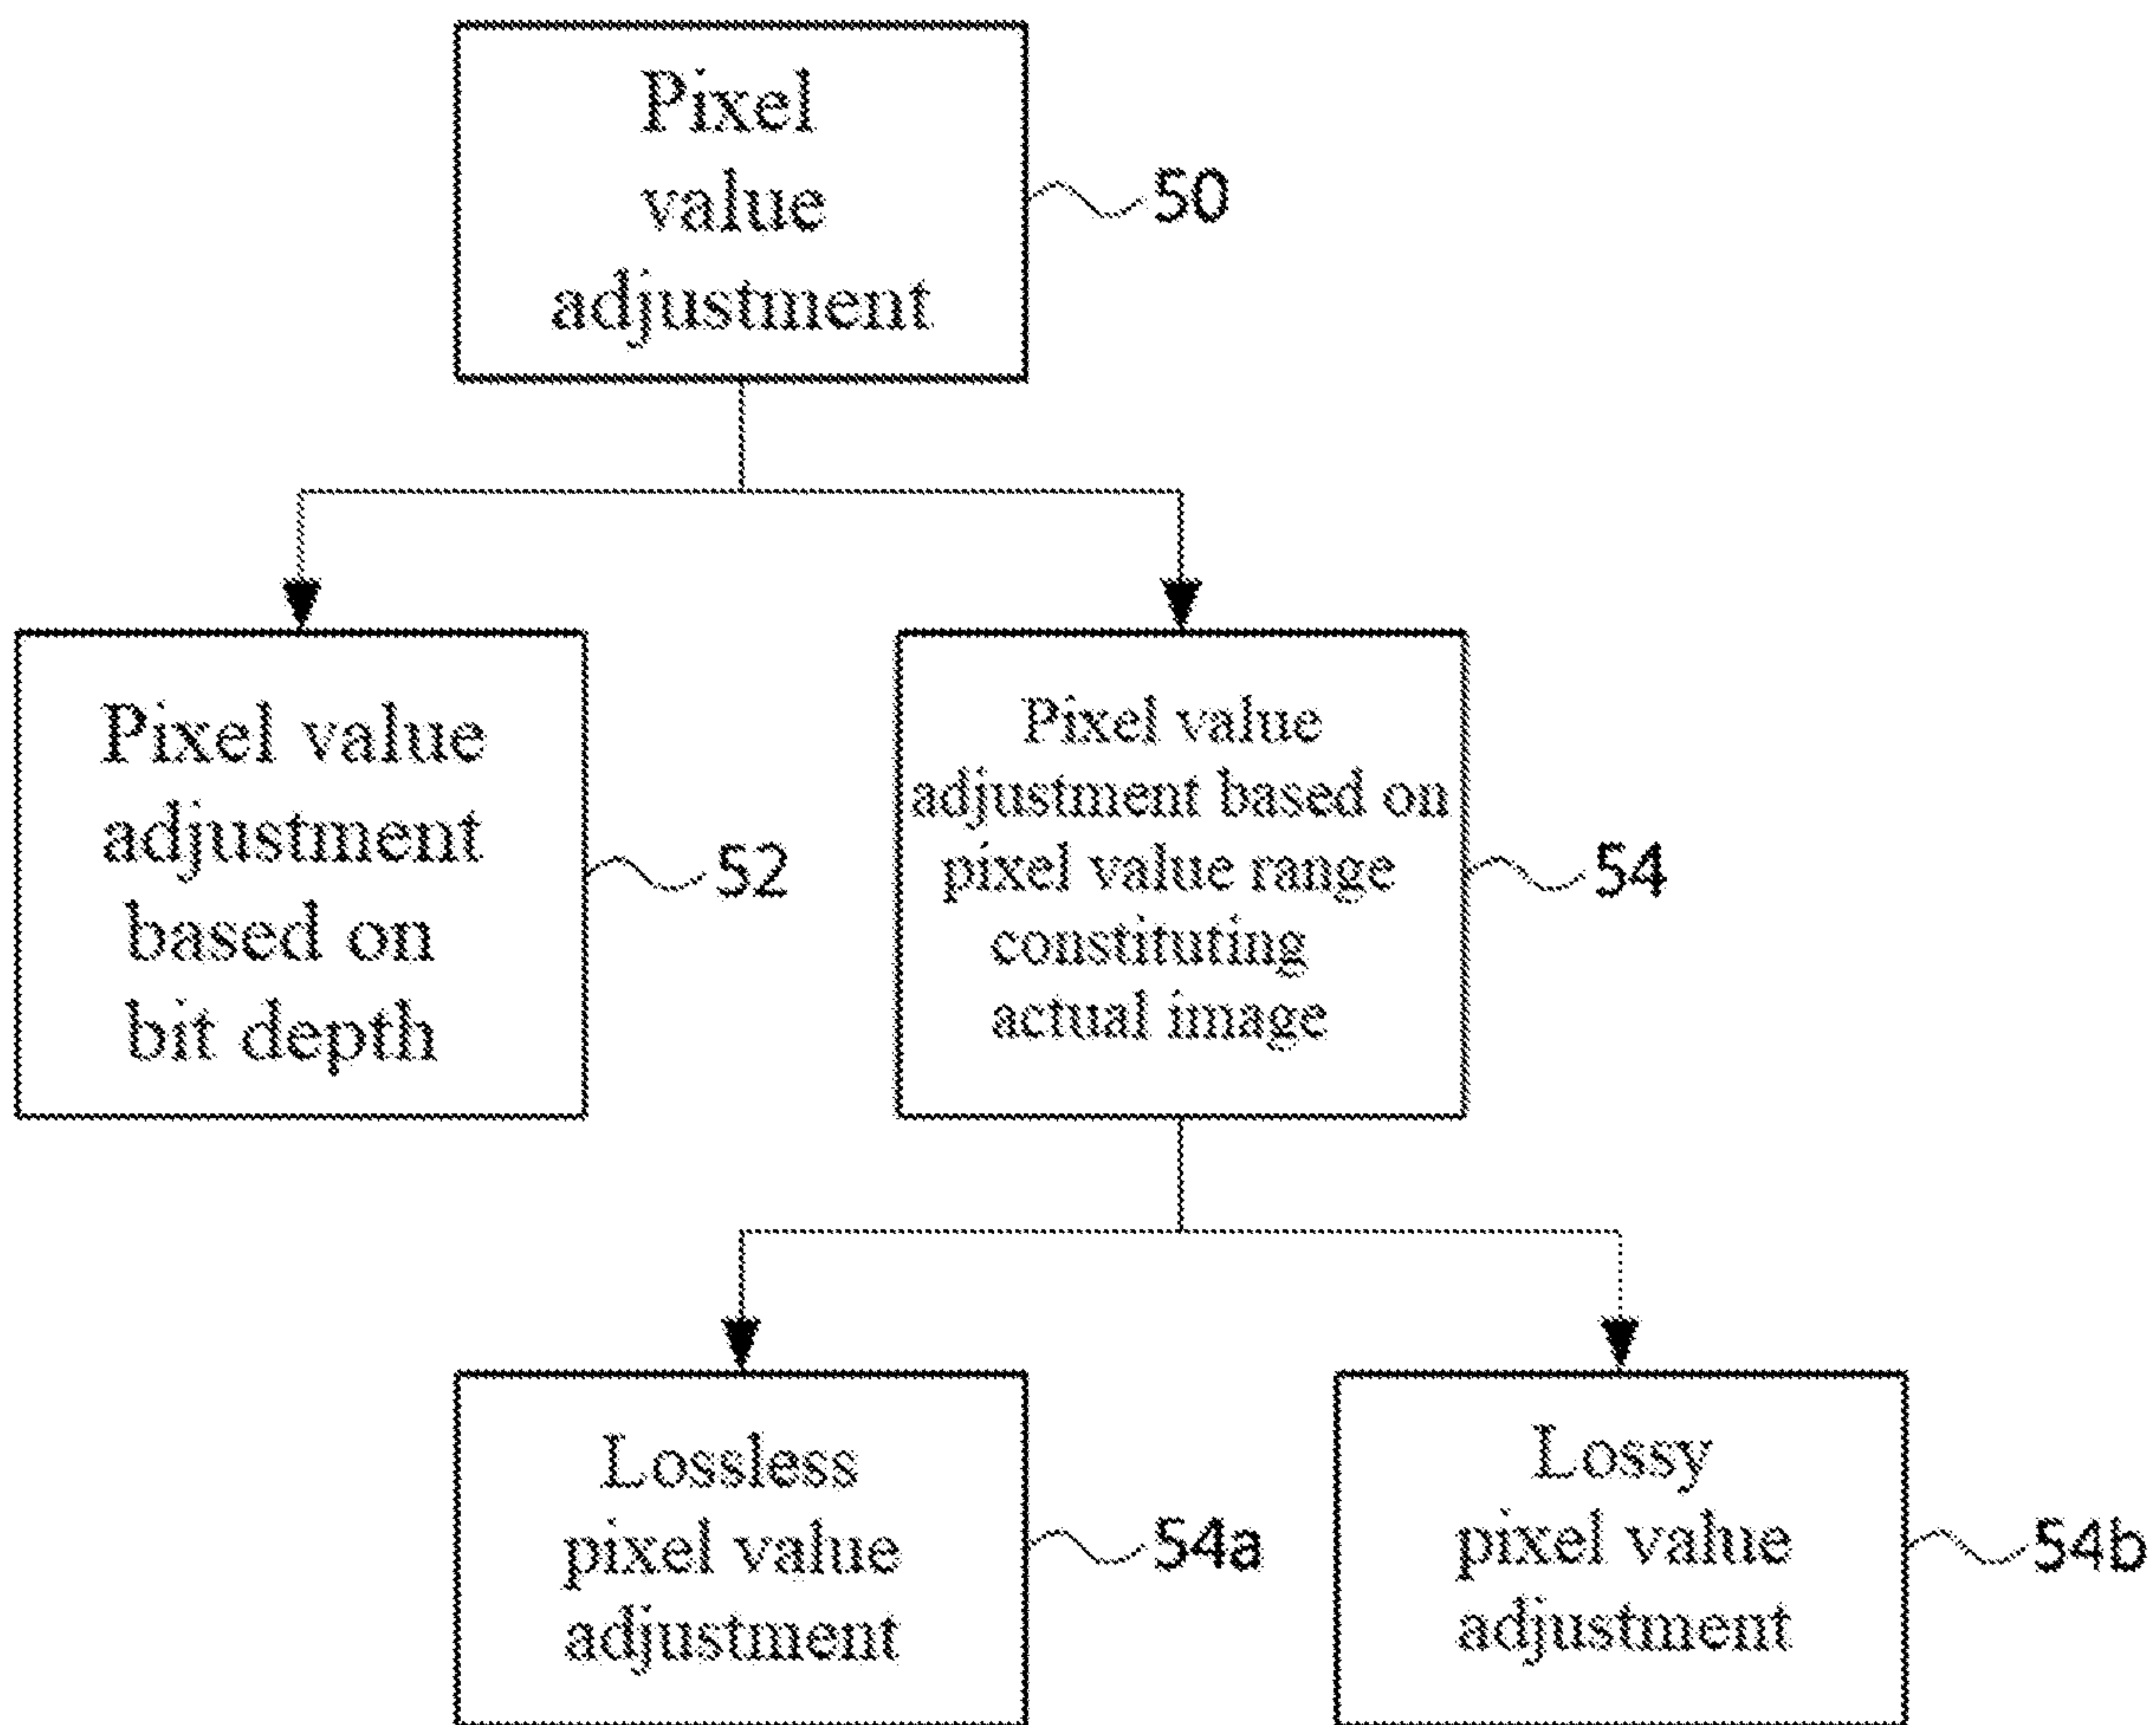 Pixel
value
adjustment
50
Pixel value
adjustment
based on
bit depth
52
Pixel value
adjustment based on
pixel value range
constituting
actual image
54
Lossless
pixel value
adjustment
54a
Lossy
pixel value
adjustment
54b